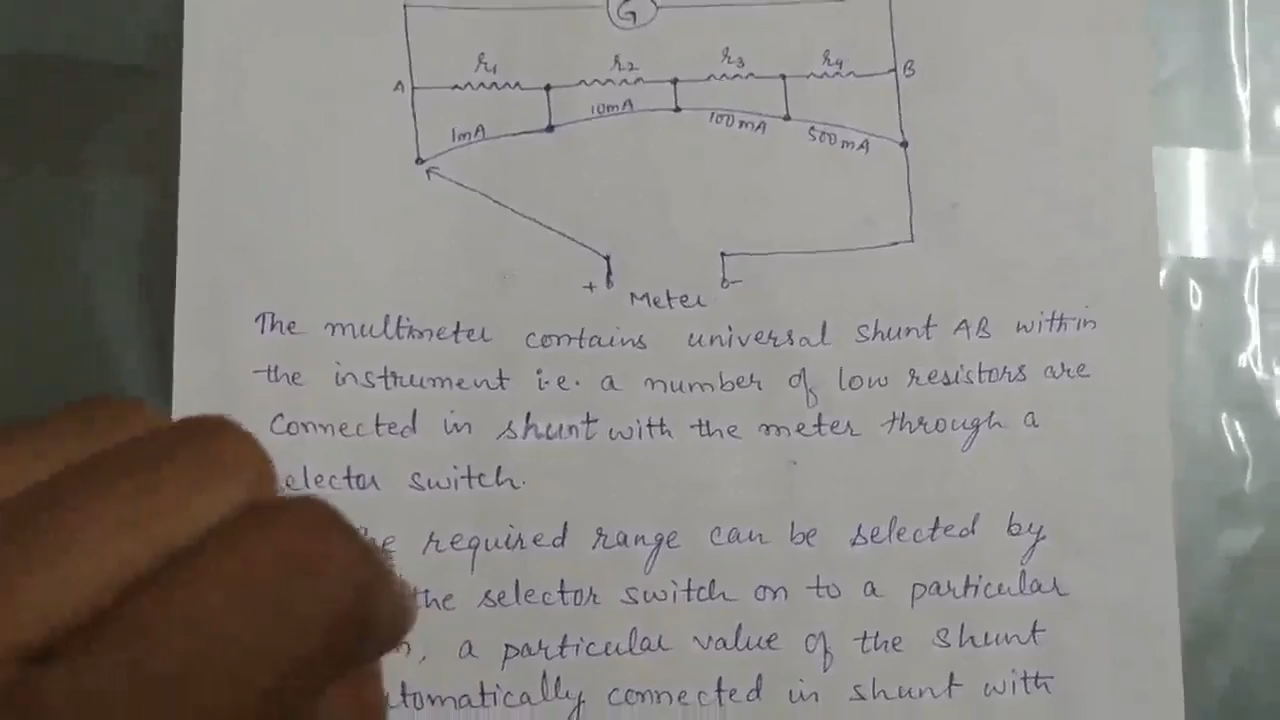 G
r1 r2 r3 r4
A B
1mA 10mA 100mA 500mA
+ -
Meter
The multimeter contains universal shunt AB within
the instrument i.e. a number of low resistors are
connected in shunt with the meter through a
elector switch.
required range can be selected by
the selector switch on to a particular
a particular value of the shunt
utomatically connected in shunt with